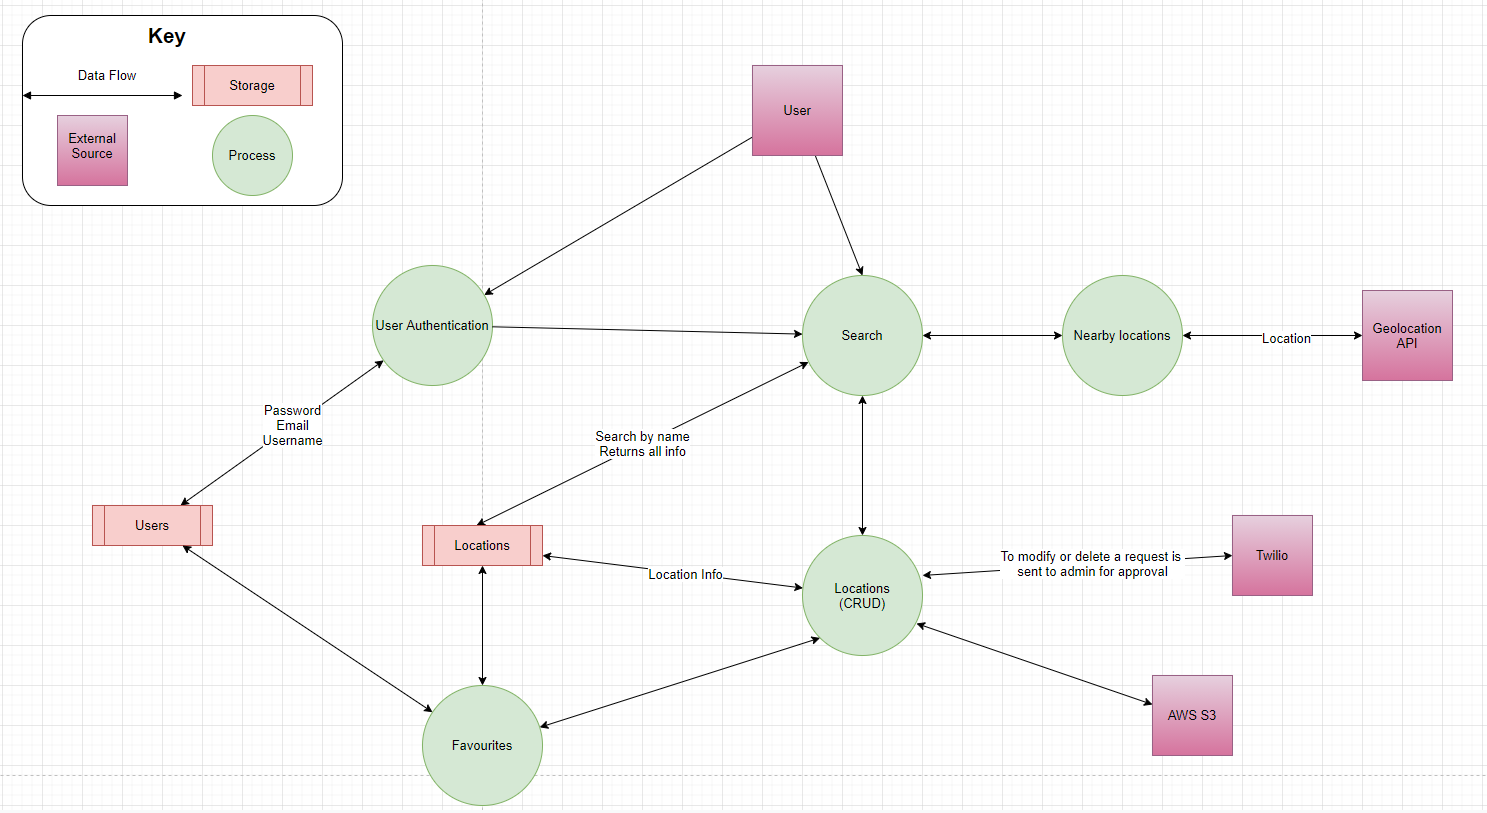 Key
Data Flow
Storage
External
Source
Process
User
User Authentication
Search
Nearby locations
Location
Geolocation
API
Password
Email
Username
Search by name
Returns all info
Users
Locations
Location Info
Locations
(CRUD)
To modify or delete a request is
sent to admin for approval
Twilio
AWS S3
Favourites